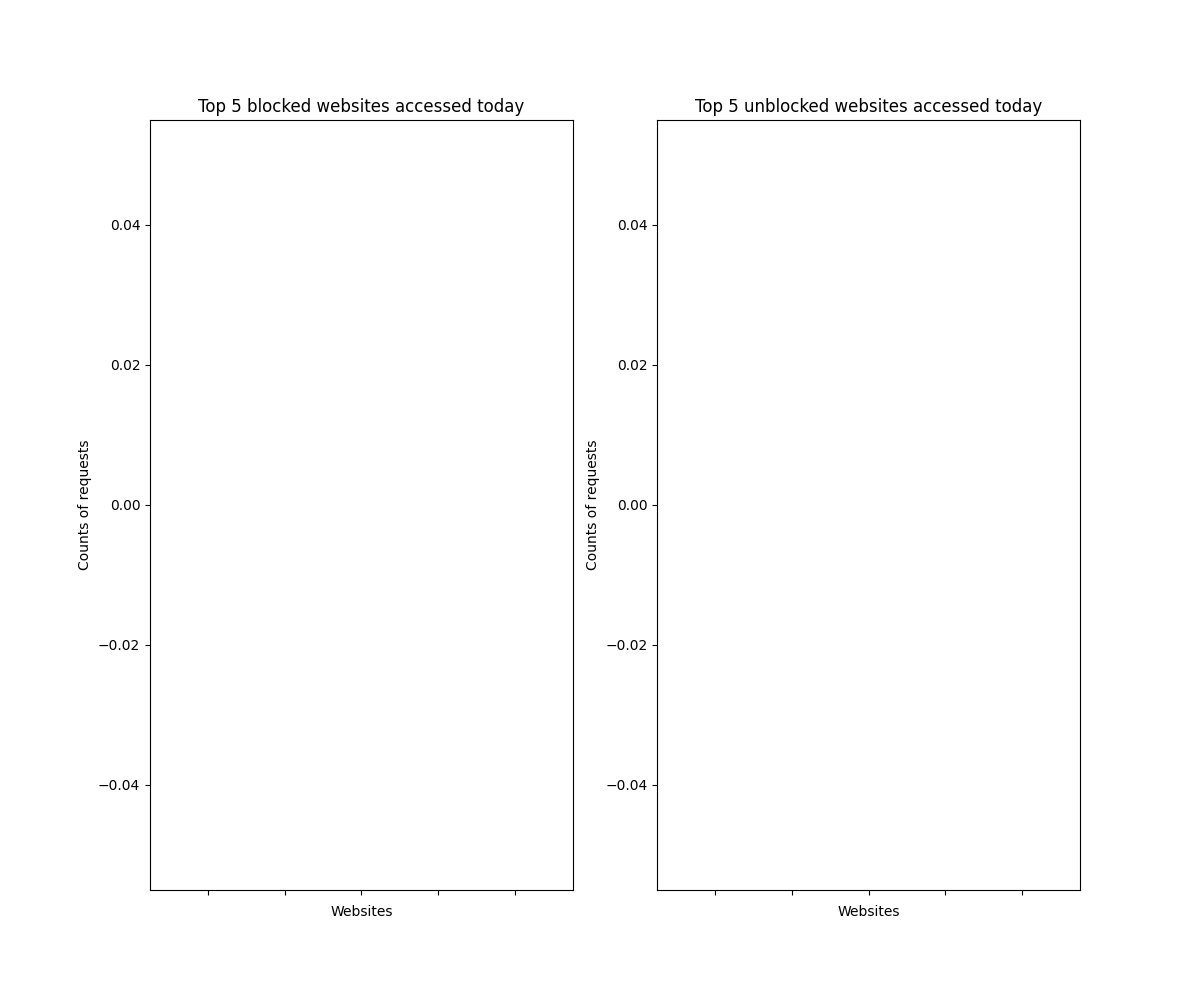 Top 5 blocked websites accessed today
0.04
0.02
0.00
−0.02
−0.04
Counts of requests
Websites
Top 5 unblocked websites accessed today
0.04
0.02
0.00
−0.02
−0.04
Counts of requests
Websites